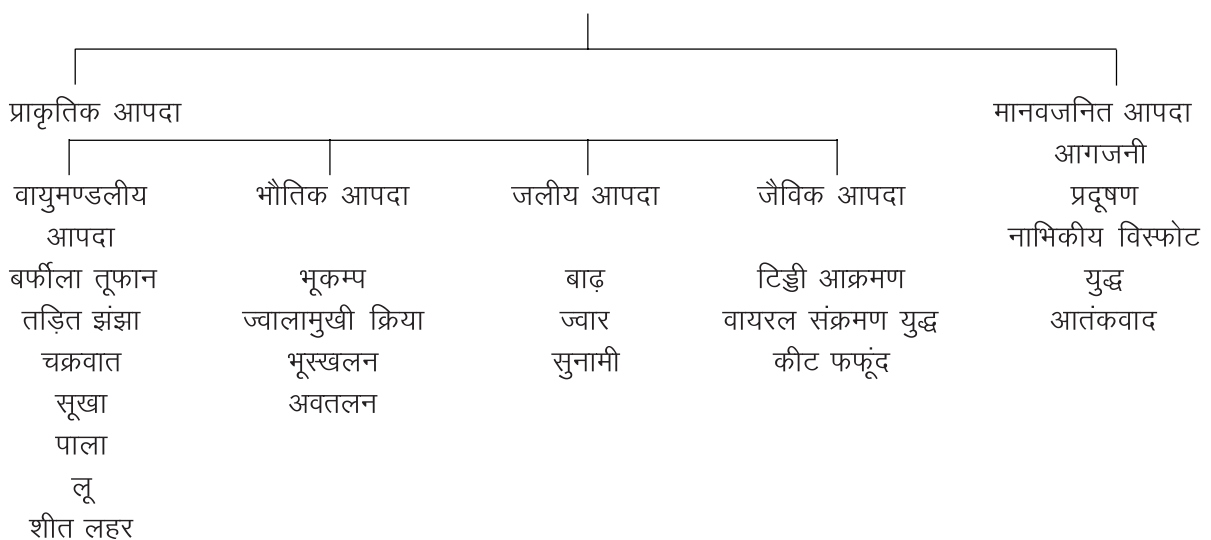 प्राकृतिक आपदा
मानवजनित आपदा
आगजनी
प्रदूषण
नाभिकीय विस्फोट
युद्ध
आतंकवाद
वायुमण्डलीय
आपदा
बर्फीला तूफान
तड़ित झंझा
चक्रवात
सूखा
पाला
लू
शीत लहर
भौतिक आपदा
भूकम्प
ज्वालामुखी क्रिया
भूस्खलन
अवतलन
जलीय आपदा
बाढ़
ज्वार
सुनामी
जैविक आपदा
टिड्डी आक्रमण
वायरल संक्रमण युद्ध
कीट फफूंद